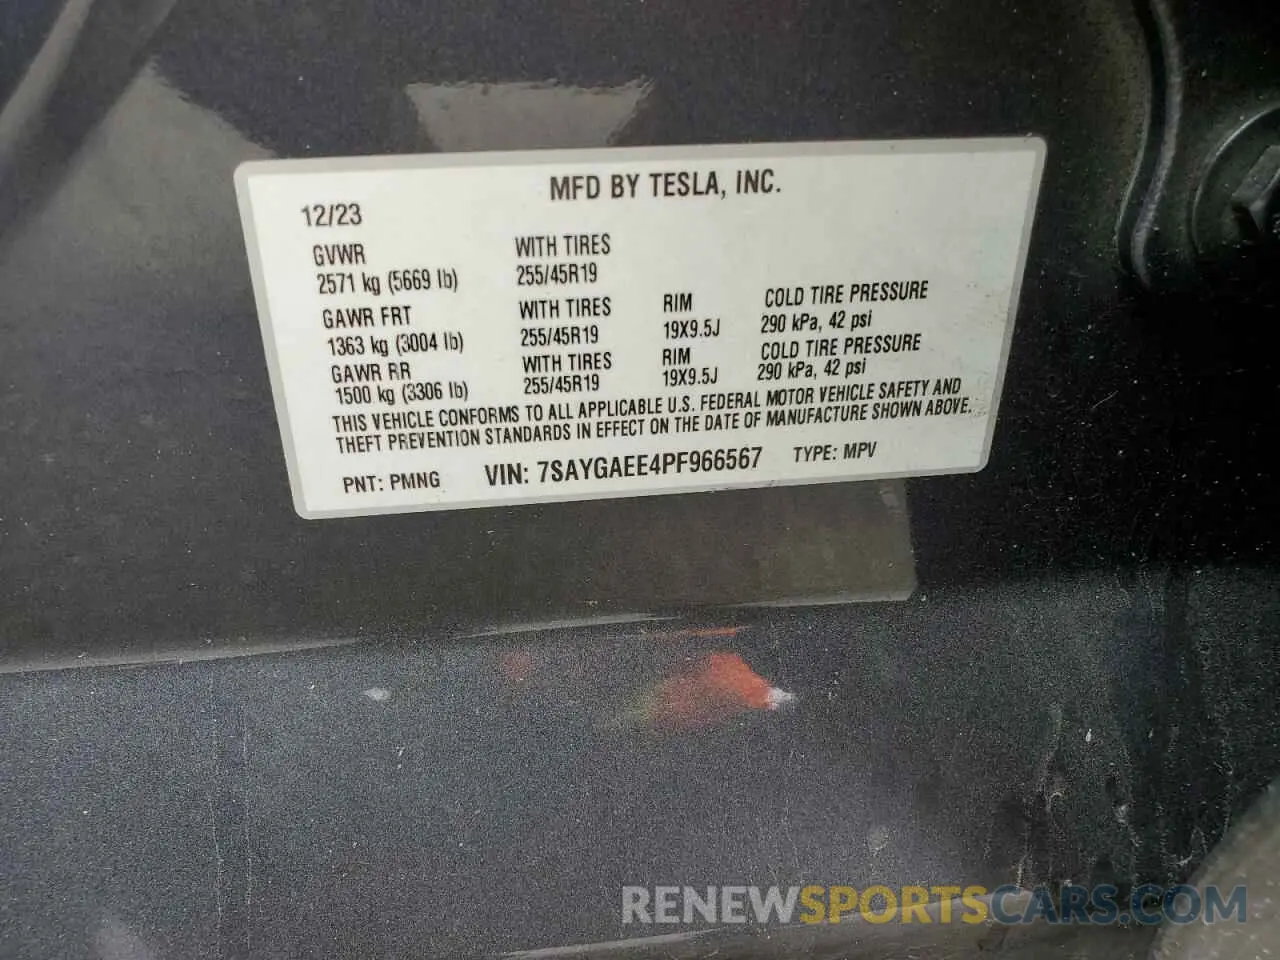 MFD BY TESLA, INC.
12/23
GVWR WITH TIRES
2571 kg (5669 lb) 255/45R19
GAWR FRT WITH TIRES RIM COLD TIRE PRESSURE
1363 kg (3004 lb) 255/45R19 19X9.5J 290 kPa, 42 psi
GAWR RR WITH TIRES RIM COLD TIRE PRESSURE
1500 kg (3306 lb) 255/45R19 19X9.5J 290 kPa, 42 psi
THIS VEHICLE CONFORMS TO ALL APPLICABLE U.S. FEDERAL MOTOR VEHICLE SAFETY AND
THEFT PREVENTION STANDARDS IN EFFECT ON THE DATE OF MANUFACTURE SHOWN ABOVE.
PNT: PMNG VIN: 7SAYGAEE4PF966567 TYPE: MPV
RENEWSPORTSCARS.COM